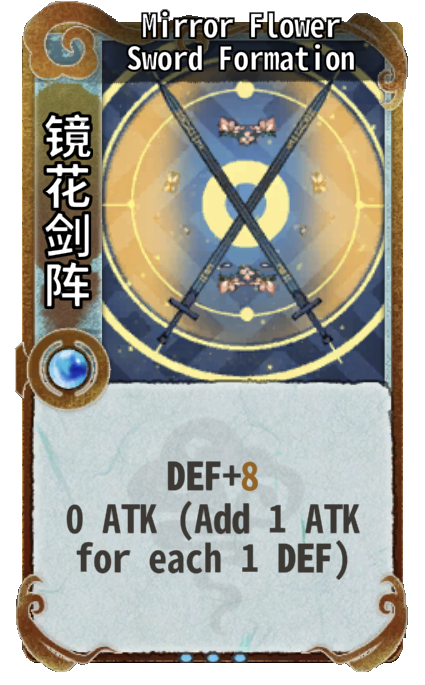 Mirror Flower
Sword Formation
镜花剑阵
DEF+8
0 ATK (Add 1 ATK
for each 1 DEF)